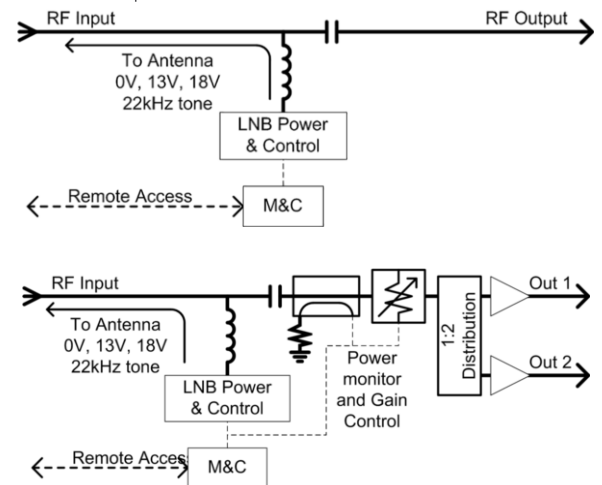 RF Input
RF Output
To Antenna
0V, 13V, 18V
22kHz tone
LNB Power
& Control
Remote Access
M&C
RF Input
Out 1
To Antenna
0V, 13V, 18V
22kHz tone
1:2
Distribution
Power
monitor
and Gain
Control
Out 2
LNB Power
& Control
Remote Acces
M&C